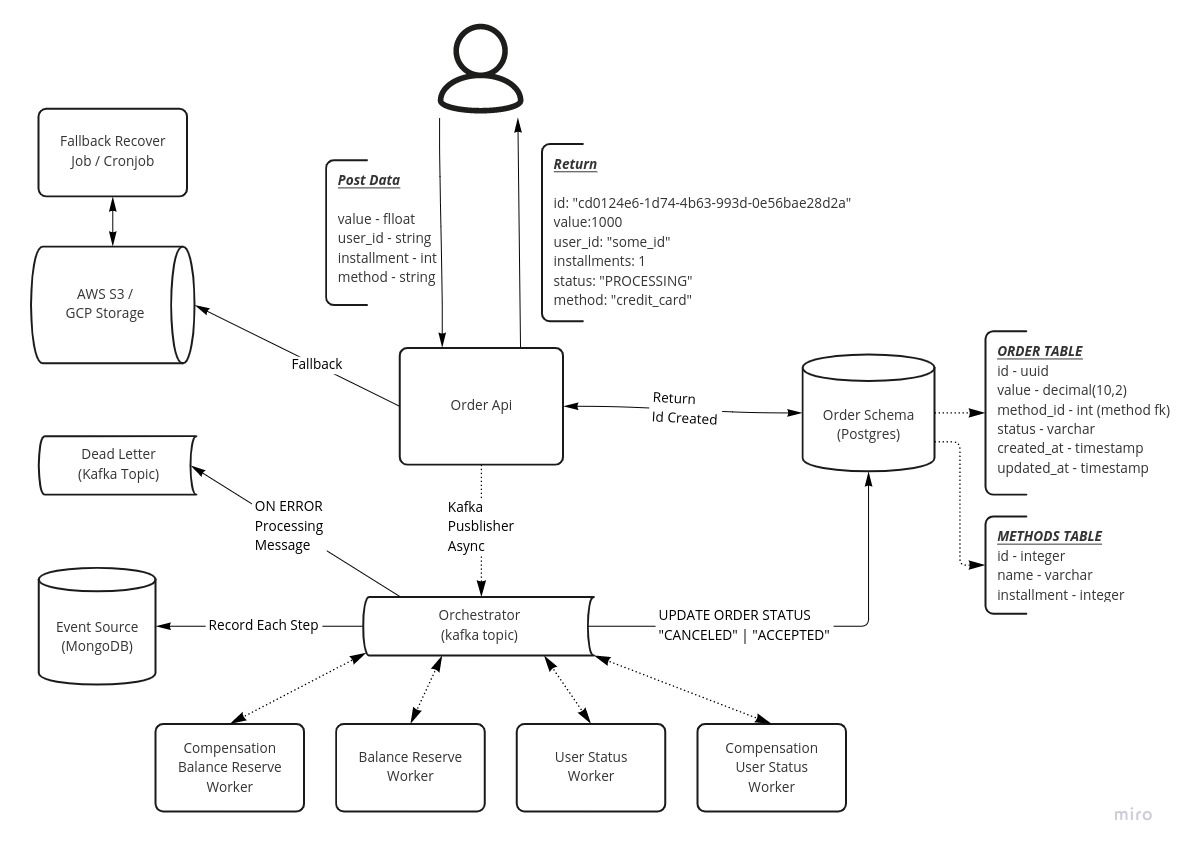 Fallback Recover
Job / Cronjob
Post Data
value - flloat
user_id - string
installment - int
method - string
Return
id: "cd0124e6-1d74-4b63-993d-0e56bae28d2a"
value:1000
user_id: "some_id"
installments: 1
status: "PROCESSING"
method: "credit_card"
AWS S3 /
GCP Storage
Fallback
Order Api
Return
Id Created
Order Schema
(Postgres)
ORDER TABLE
id - uuid
value - decimal(10,2)
method_id - int (method fk)
status - varchar
created_at - timestamp
updated_at - timestamp
METHODS TABLE
id - integer
name - varchar
installment - integer
Dead Letter
(Kafka Topic)
ON ERROR
Processing
Message
Kafka
Pusblisher
Async
Event Source
(MongoDB)
Record Each Step
Orchestrator
(kafka topic)
UPDATE ORDER STATUS
"CANCELED" | "ACCEPTED"
Compensation
Balance Reserve
Worker
Balance Reserve
Worker
User Status
Worker
Compensation
User Status
Worker
miro